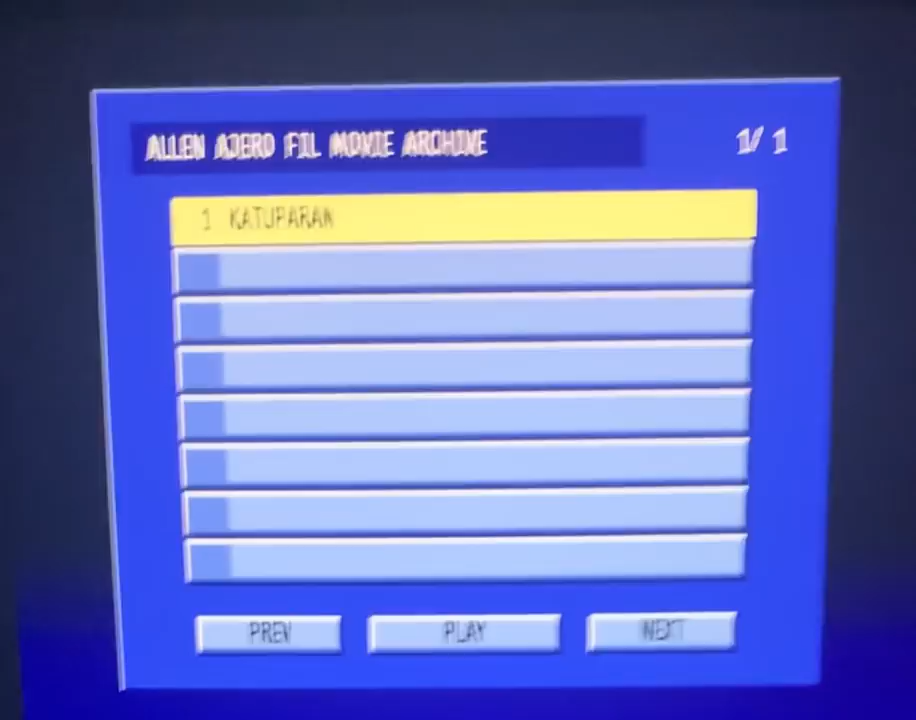 ALLEN AJERO FIL MOVIE ARCHIVE
1/ 1
1 KATUPARAN
PREV PLAY NEXT